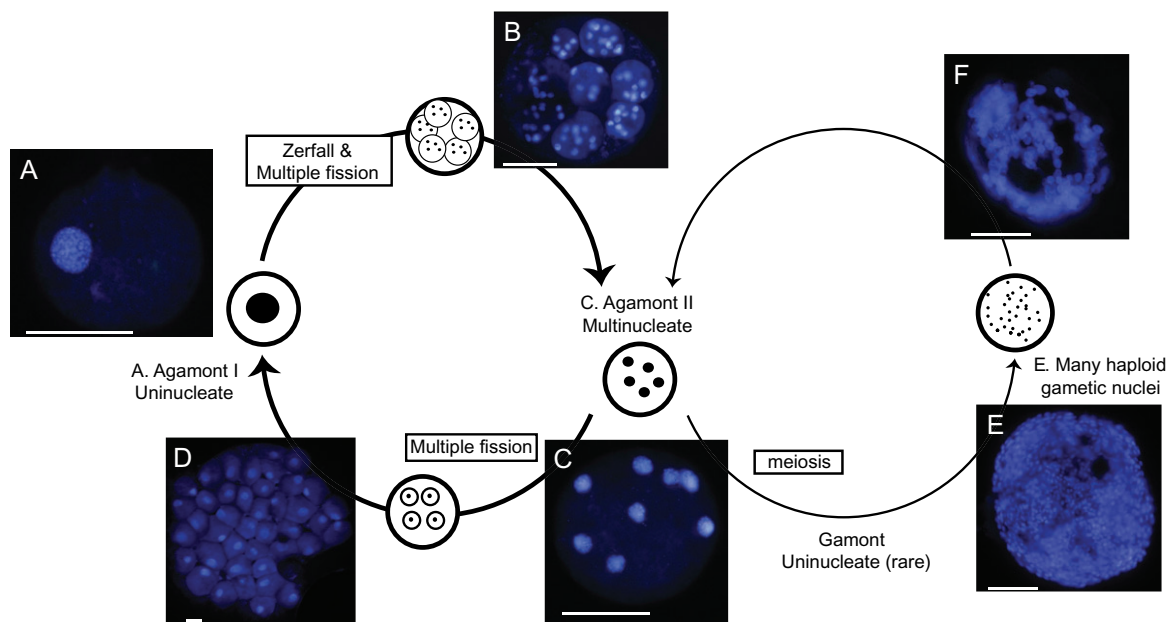 B
F
Zerfall &
Multiple fission
A
C. Agamont II
Multinucleate
A. Agamont I
Uninucleate
E. Many haploid
gametic nuclei
D
Multiple fission
C
meiosis
E
Gamont
Uninucleate (rare)